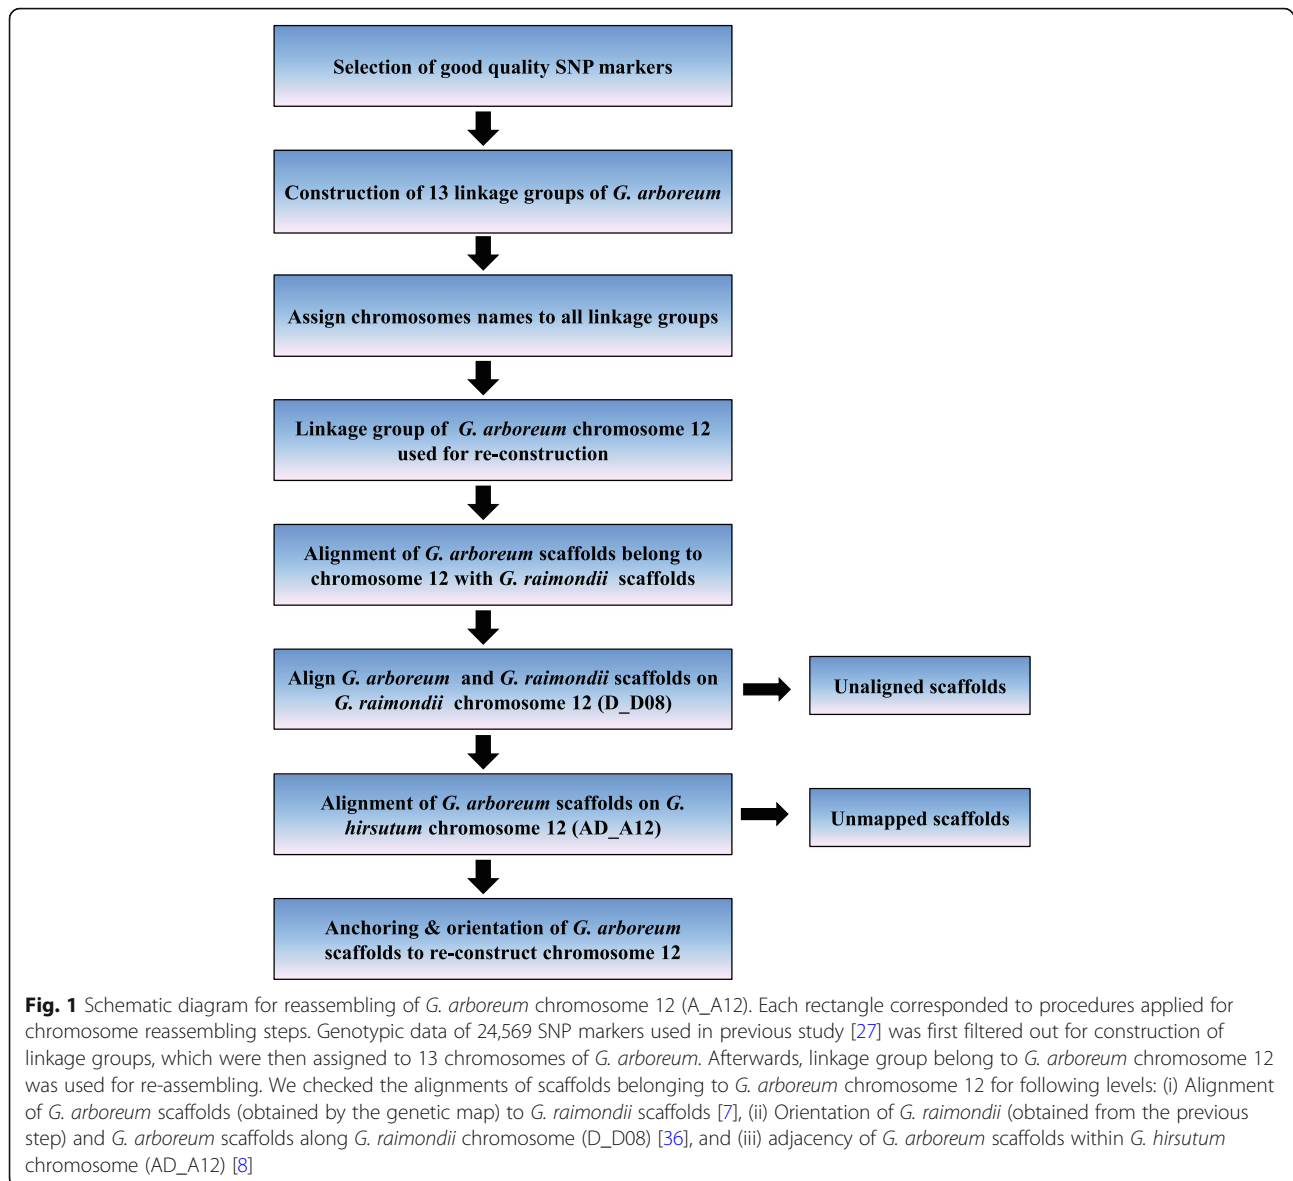 Selection of good quality SNP markers
Construction of 13 linkage groups of G. arboreum
Assign chromosomes names to all linkage groups
Linkage group of G. arboreum chromosome 12
used for re-construction
Alignment of G. arboreum scaffolds belong to
chromosome 12 with G. raimondii scaffolds
Align G. arboreum and G. raimondii scaffolds on
G. raimondii chromosome 12 (D_D08)
Unaligned scaffolds
Alignment of G. arboreum scaffolds on G.
hirsutum chromosome 12 (AD_A12)
Unmapped scaffolds
Anchoring & orientation of G. arboreum
scaffolds to re-construct chromosome 12
Fig. 1 Schematic diagram for reassembling of G. arboreum chromosome 12 (A_A12). Each rectangle corresponded to procedures applied for
chromosome reassembling steps. Genotypic data of 24,569 SNP markers used in previous study [27] was first filtered out for construction of
linkage groups, which were then assigned to 13 chromosomes of G. arboreum. Afterwards, linkage group belong to G. arboreum chromosome 12
was used for re-assembling. We checked the alignments of scaffolds belonging to G. arboreum chromosome 12 for following levels: (i) Alignment
of G. arboreum scaffolds (obtained by the genetic map) to G. raimondii scaffolds [7], (ii) Orientation of G. raimondii (obtained from the previous
step) and G. arboreum scaffolds along G. raimondii chromosome (D_D08) [36], and (iii) adjacency of G. arboreum scaffolds within G. hirsutum
chromosome (AD_A12) [8]